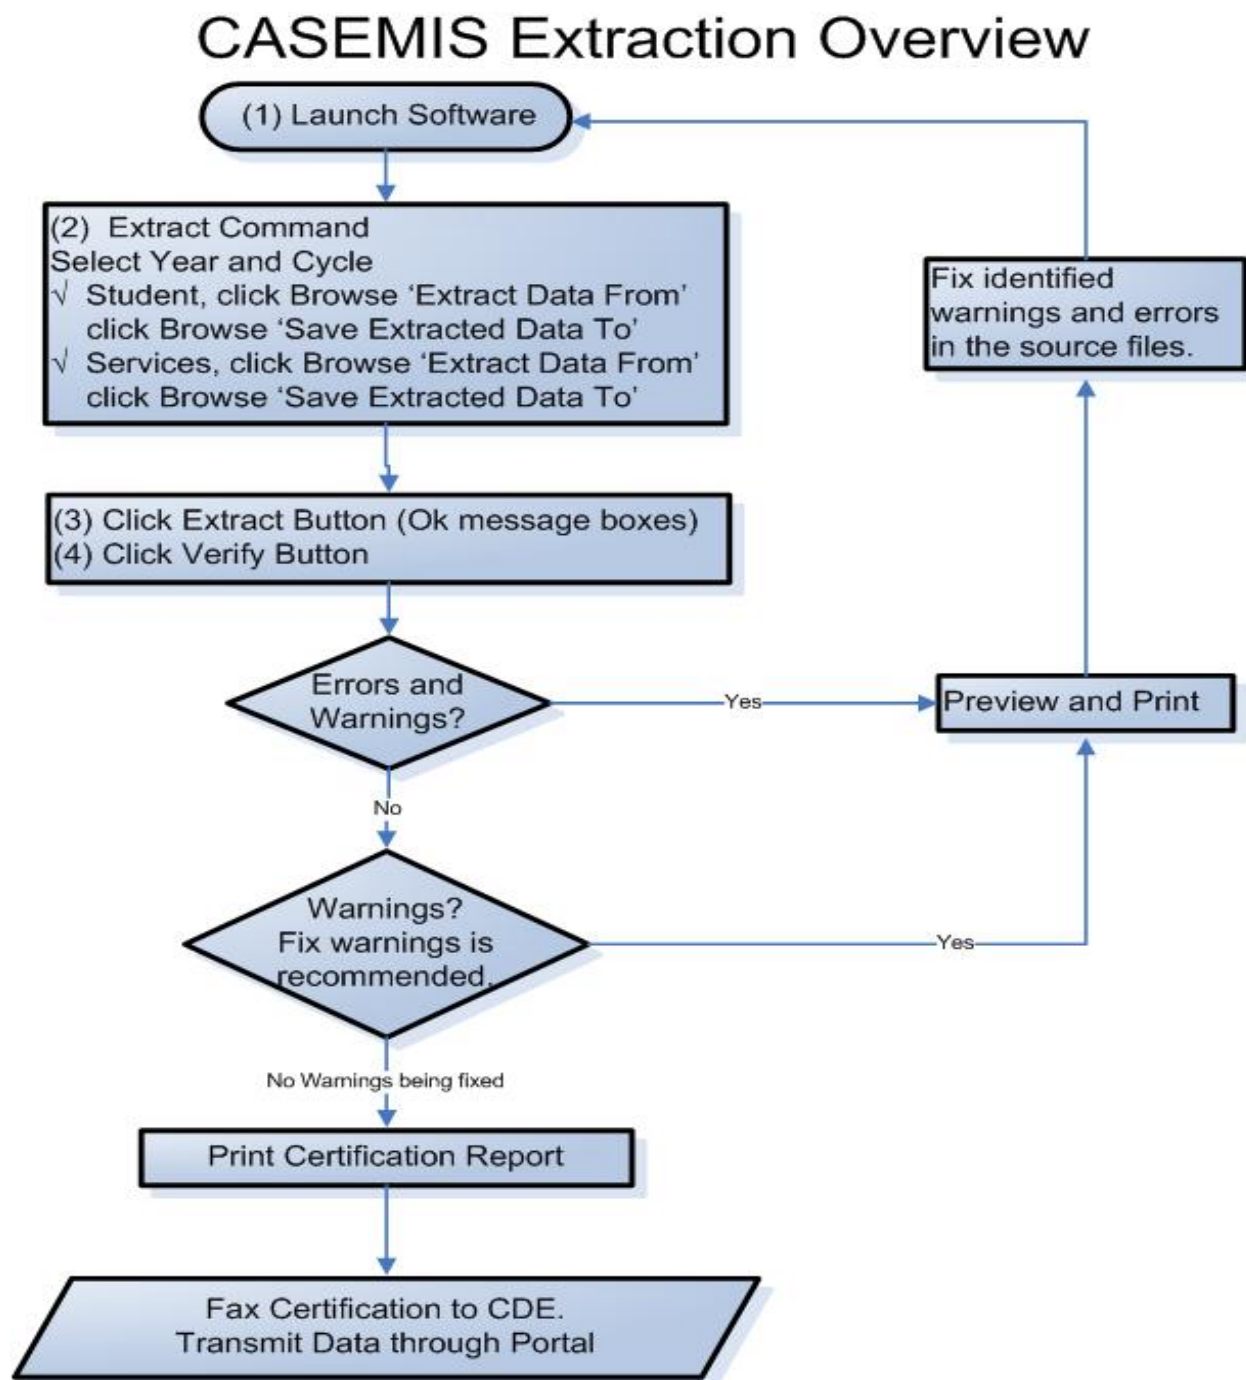 CASEMIS Extraction Overview
(1) Launch Software
(2)  Extract Command
Select Year and Cycle
√ Student, click Browse ‘Extract Data From’
click Browse ‘Save Extracted Data To’
√ Services, click Browse ‘Extract Data From’
click Browse ‘Save Extracted Data To’
(3) Click Extract Button (Ok message boxes)
(4) Click Verify Button
Errors and
Warnings?
Yes
Preview and Print
Fix identified
warnings and errors
in the source files.
No
Warnings?
Fix warnings is
recommended.
Yes
No Warnings being fixed
Print Certification Report
Fax Certification to CDE.
Transmit Data through Portal